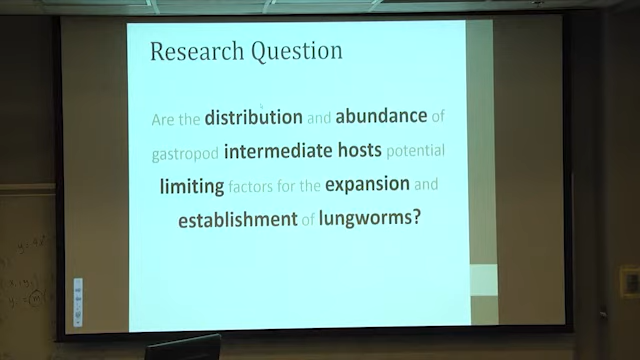 Research Question
Are the distribution and abundance of
gastropod intermediate hosts potential
limiting factors for the expansion and
establishment of lungworms?